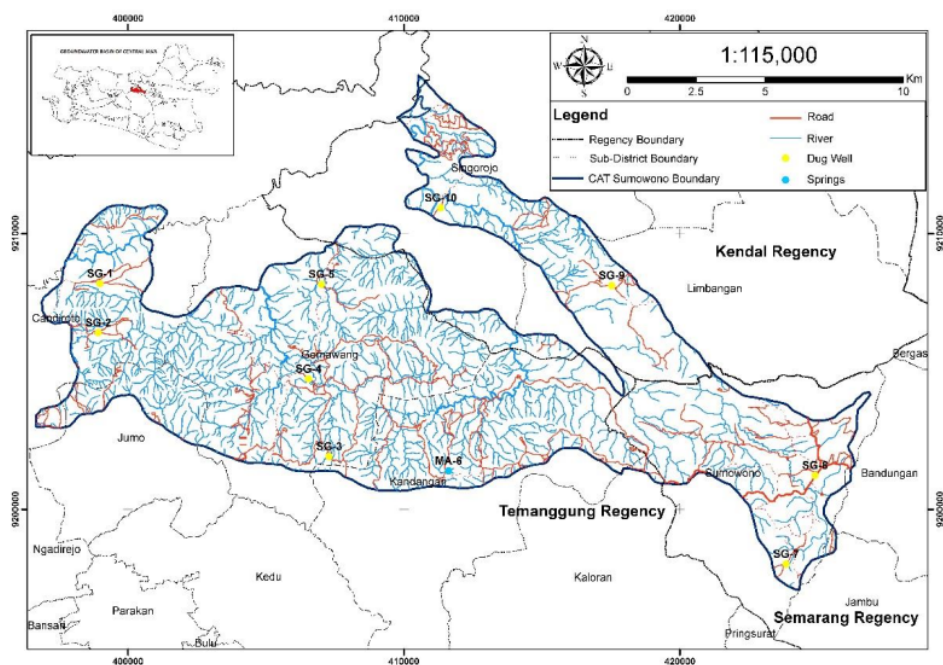 400000
410000
420000
GROUNDWATER BASIN OF CENTRAL JAVA
N
W
S
1:115,000
Km
0
2.5
5
10
Legend
Regency Boundary
Sub-District Boundary
CAT Sumowono Boundary
Road
River
Dug Well
Springs
Singorojo
SG-10
9210000
9210000
Kendal Regency
SG-1
SG-5
SG-9
Limbangan
Candiroto
SG-2
Gemawang
SG-4
Bergas
Jumo
SG-3
MA-6
Kandangan
Sumowono
SG-8
Bandungan
9200000
9200000
Temanggung Regency
Ngadirejo
Kedu
Kaloran
SG-7
Parakan
Jambu
Bansari
Semarang Regency
Bulu
Pringsurat
400000
410000
420000